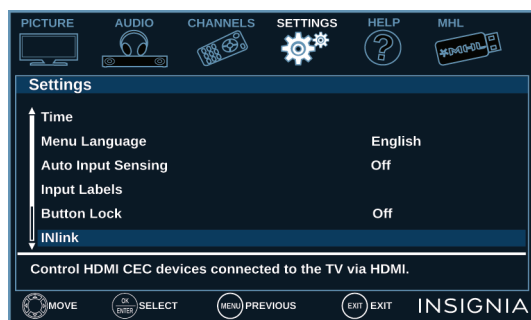 PICTURE AUDIO CHANNELS SETTINGS HELP MHL
MHL
?
Settings
Time
Menu Language English
Auto Input Sensing Off
Input Labels
Button Lock Off
INlink
Control HDMI CEC devices connected to the TV via HDMI.
MOVE OK ENTER SELECT MENU PREVIOUS EXIT EXIT INSIGNIA